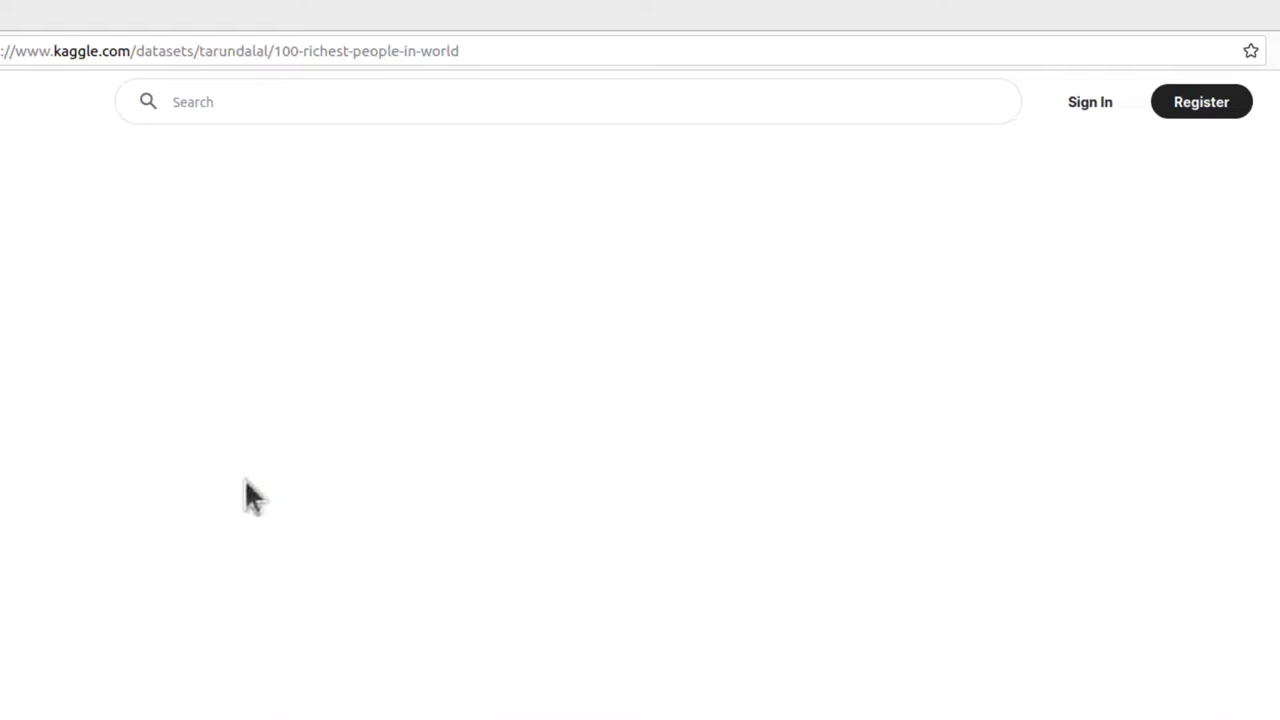 ://www.kaggle.com/datasets/tarundalal/100-richest-people-in-world
Search
Sign In
Register